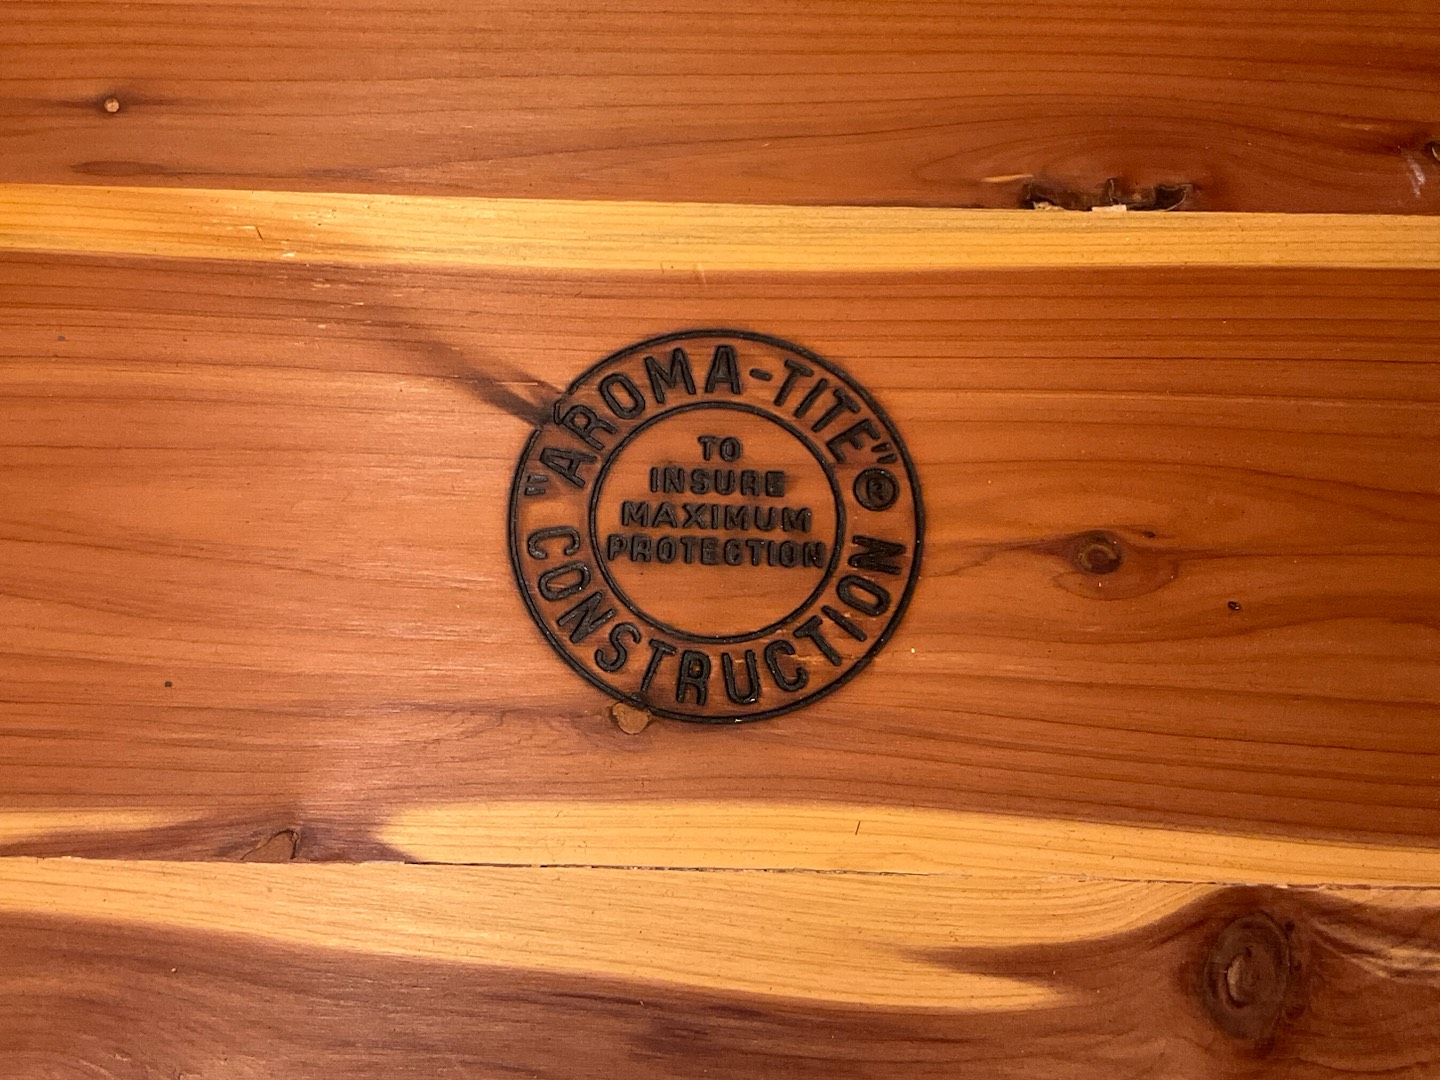 "AROMA-TITE"®
TO
INSURE
MAXIMUM
PROTECTION
CONSTRUCTION